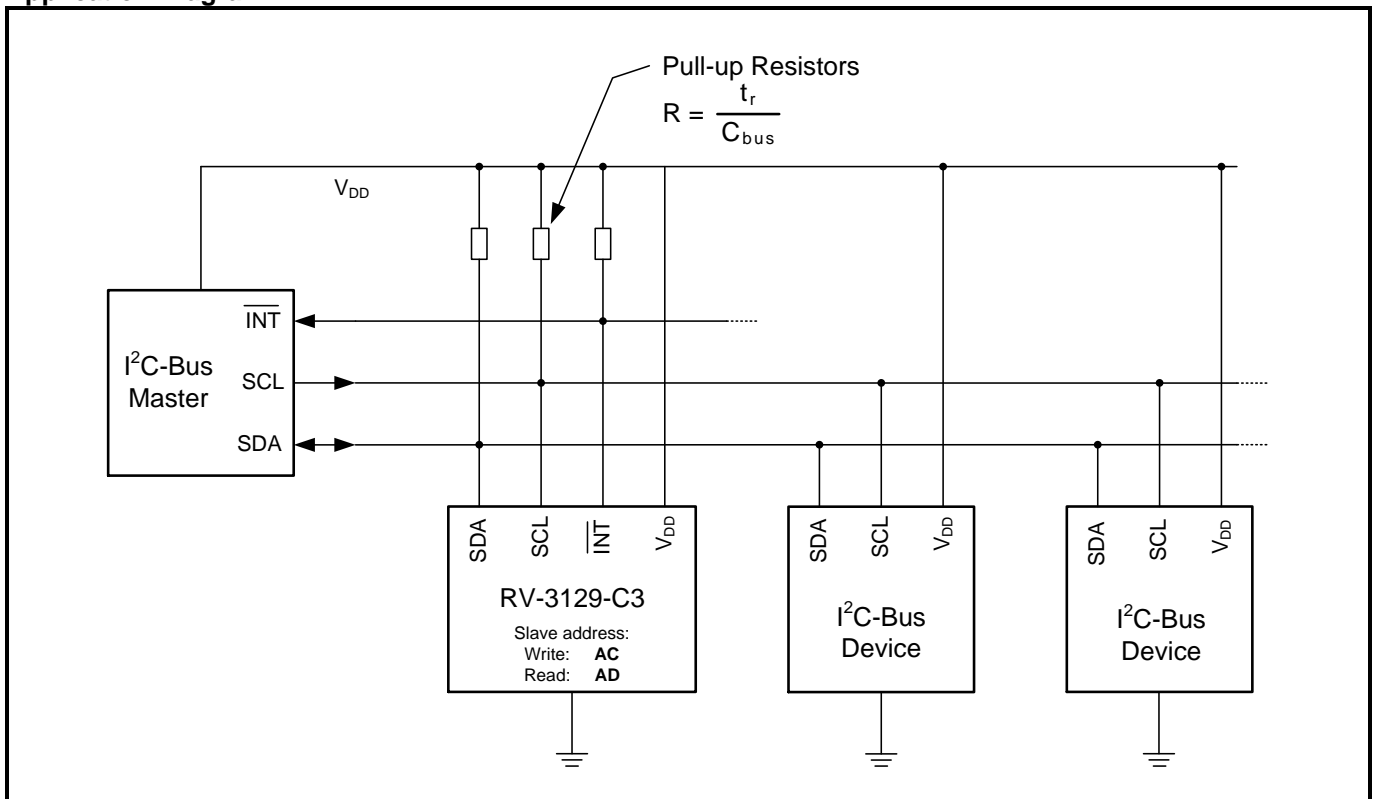 Pull-up Resistors
R = t_r / C_bus
V_DD
INT
I²C-Bus
Master
SCL
SDA
SDA SCL INT V_DD
RV-3129-C3
Slave address:
Write: AC
Read: AD
SDA SCL V_DD
I²C-Bus
Device
SDA SCL V_DD
I²C-Bus
Device